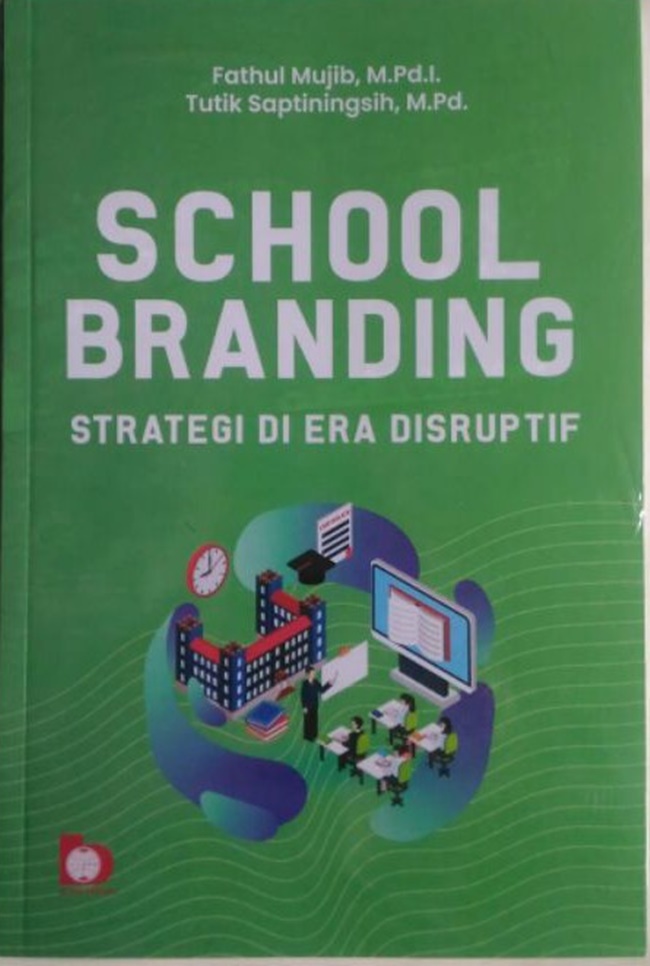 Fathul Mujib, M.Pd.I.
Tutik Saptiningsih, M.Pd.
SCHOOL
BRANDING
STRATEGI DI ERA DISRUPTIF